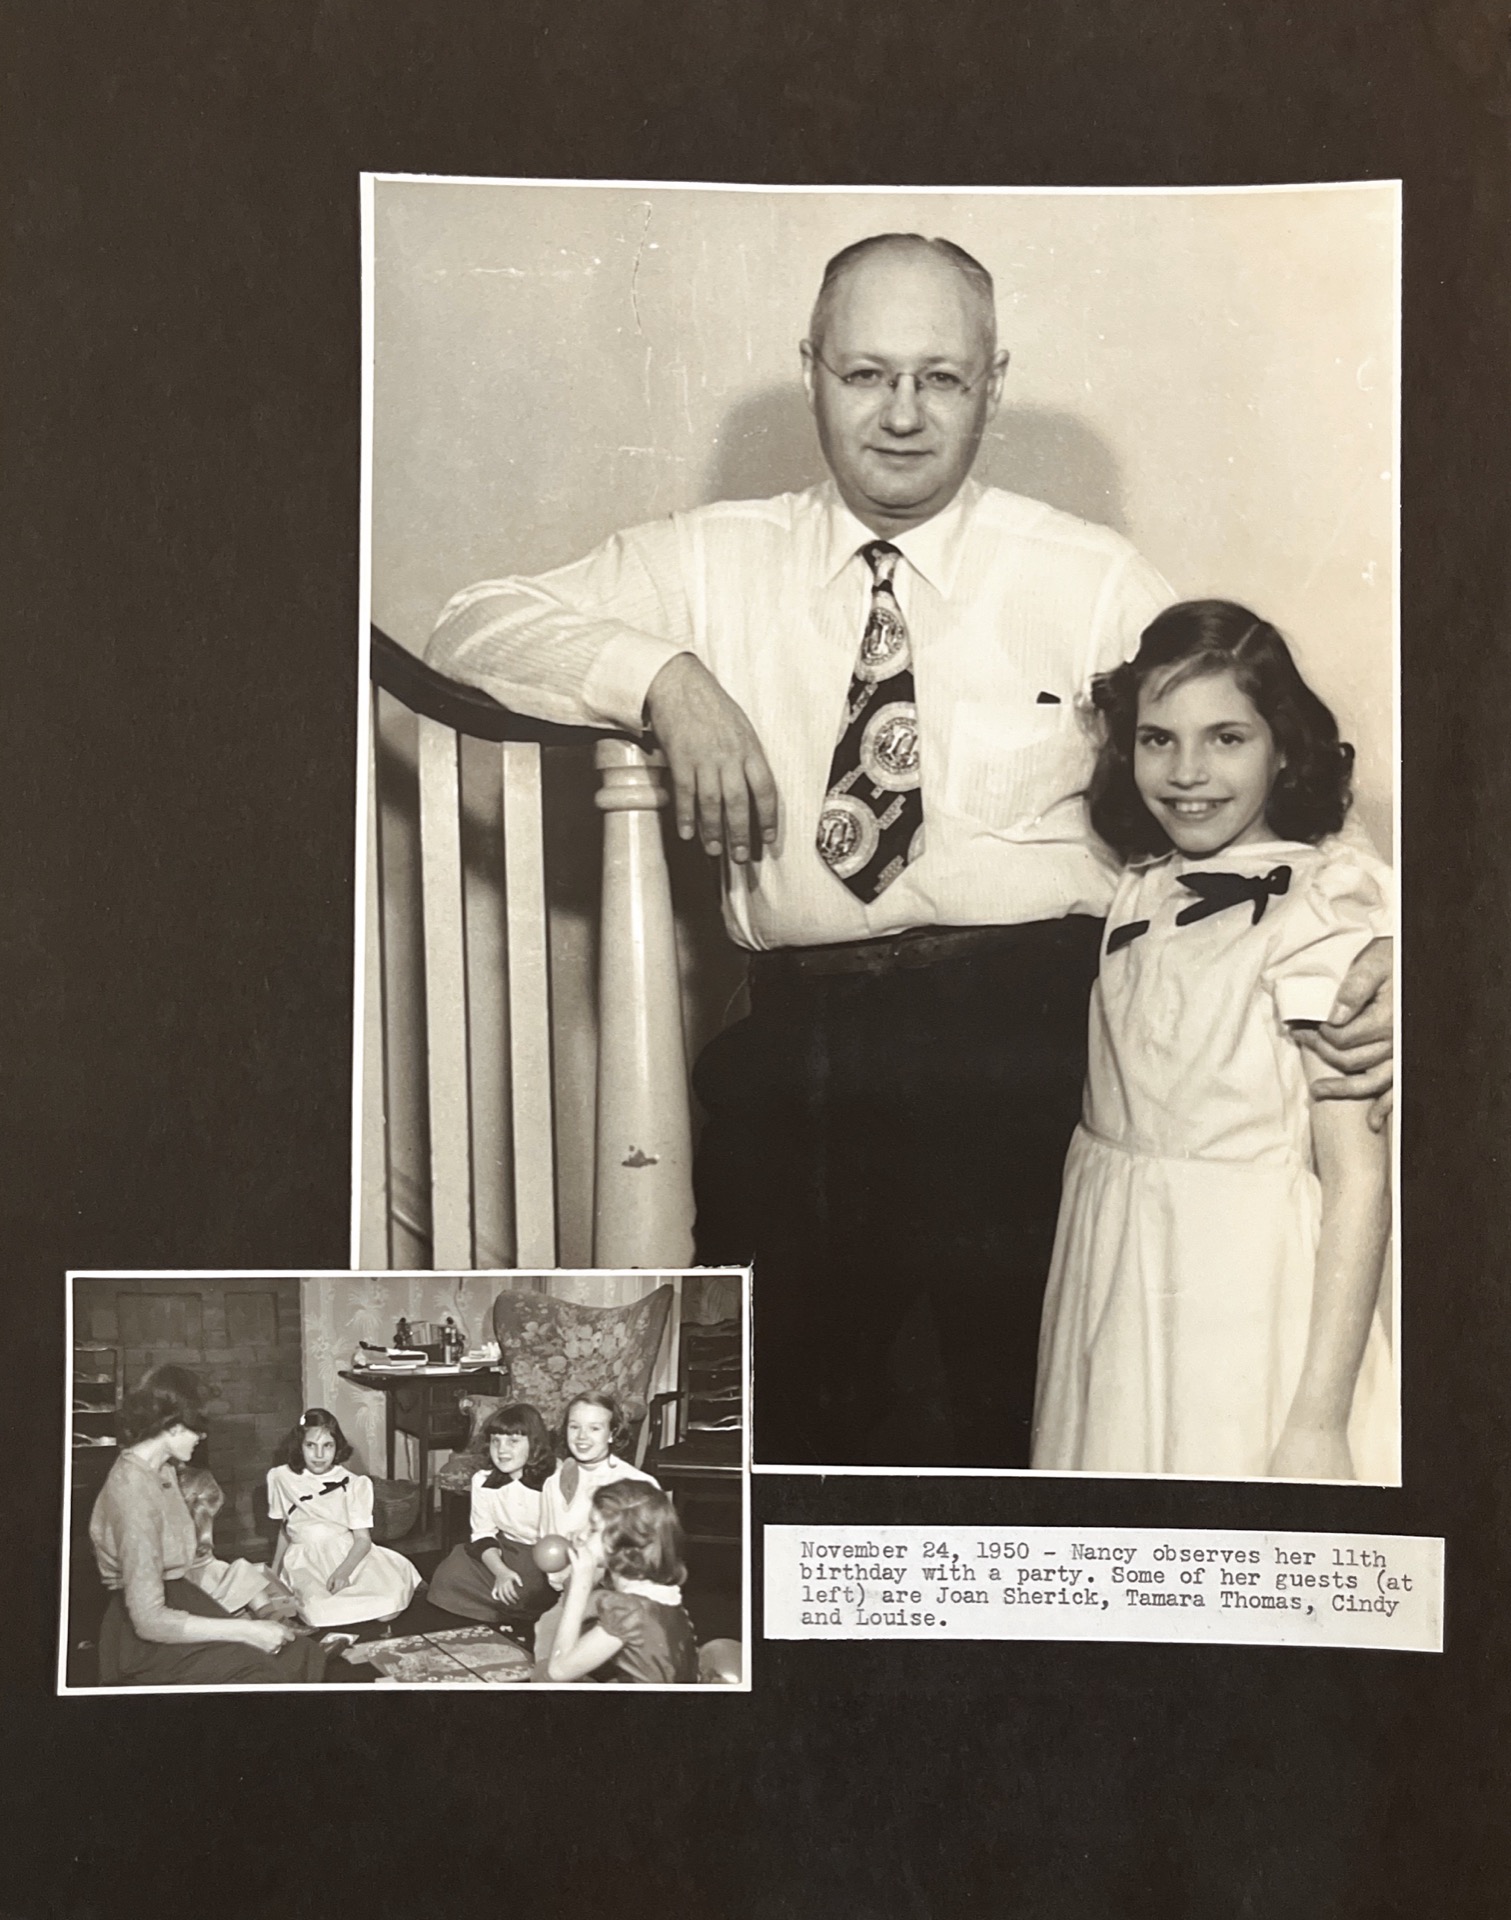 November 24, 1950 - Nancy observes her 11th
birthday with a party. Some of her guests (at
left) are Joan Sherick, Tamara Thomas, Cindy
and Louise.